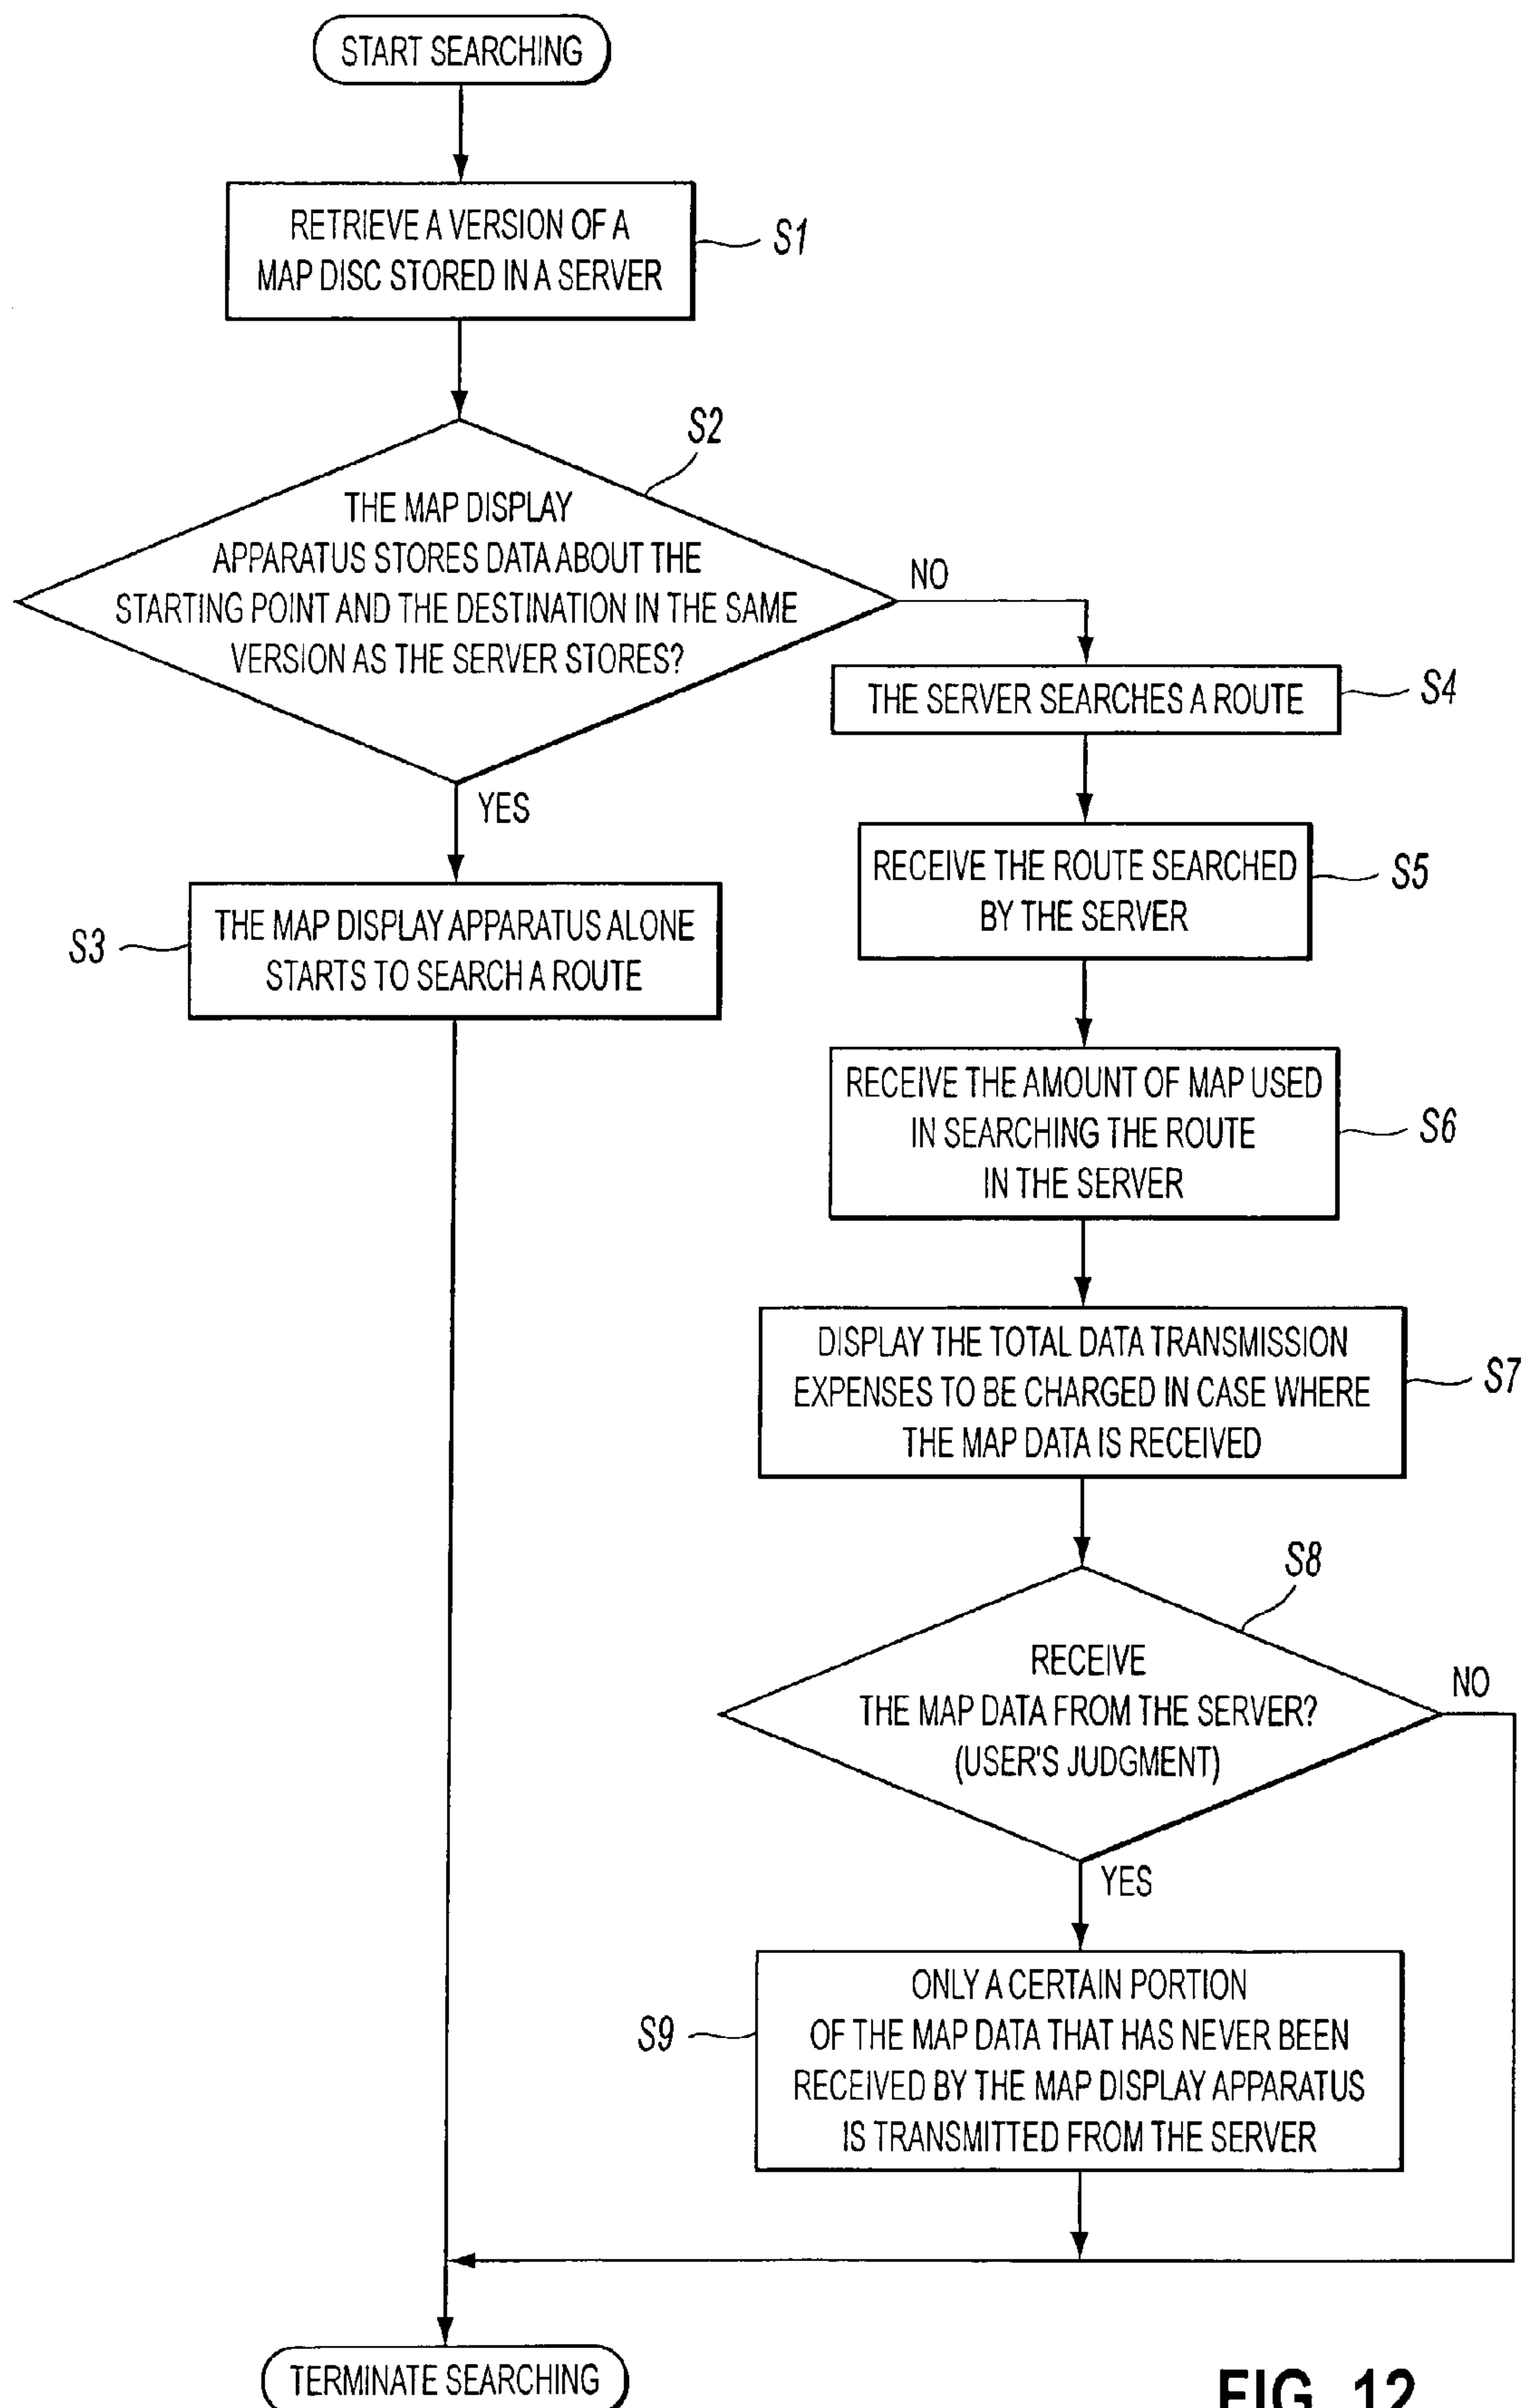 START SEARCHING
RETRIEVE A VERSION OF A
MAP DISC STORED IN A SERVER
S1
S2
THE MAP DISPLAY
APPARATUS STORES DATA ABOUT THE
STARTING POINT AND THE DESTINATION IN THE SAME
VERSION AS THE SERVER STORES?
NO
YES
S3
THE MAP DISPLAY APPARATUS ALONE
STARTS TO SEARCH A ROUTE
THE SERVER SEARCHES A ROUTE
S4
RECEIVE THE ROUTE SEARCHED
BY THE SERVER
S5
RECEIVE THE AMOUNT OF MAP USED
IN SEARCHING THE ROUTE
IN THE SERVER
S6
DISPLAY THE TOTAL DATA TRANSMISSION
EXPENSES TO BE CHARGED IN CASE WHERE
THE MAP DATA IS RECEIVED
S7
S8
RECEIVE
THE MAP DATA FROM THE SERVER?
(USER'S JUDGMENT)
NO
YES
S9
ONLY A CERTAIN PORTION
OF THE MAP DATA THAT HAS NEVER BEEN
RECEIVED BY THE MAP DISPLAY APPARATUS
IS TRANSMITTED FROM THE SERVER
TERMINATE SEARCHING
FIG. 12